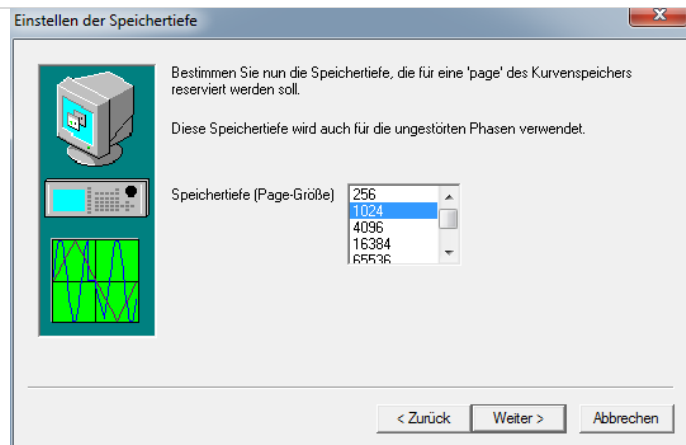 Einstellen der Speichertiefe
Bestimmen Sie nun die Speichertiefe, die für eine 'page' des Kurvenspeichers
reserviert werden soll.
Diese Speichertiefe wird auch für die ungestörten Phasen verwendet.
Speichertiefe (Page-Größe)
256
1024
4096
16384
65536
< Zurück
Weiter >
Abbrechen